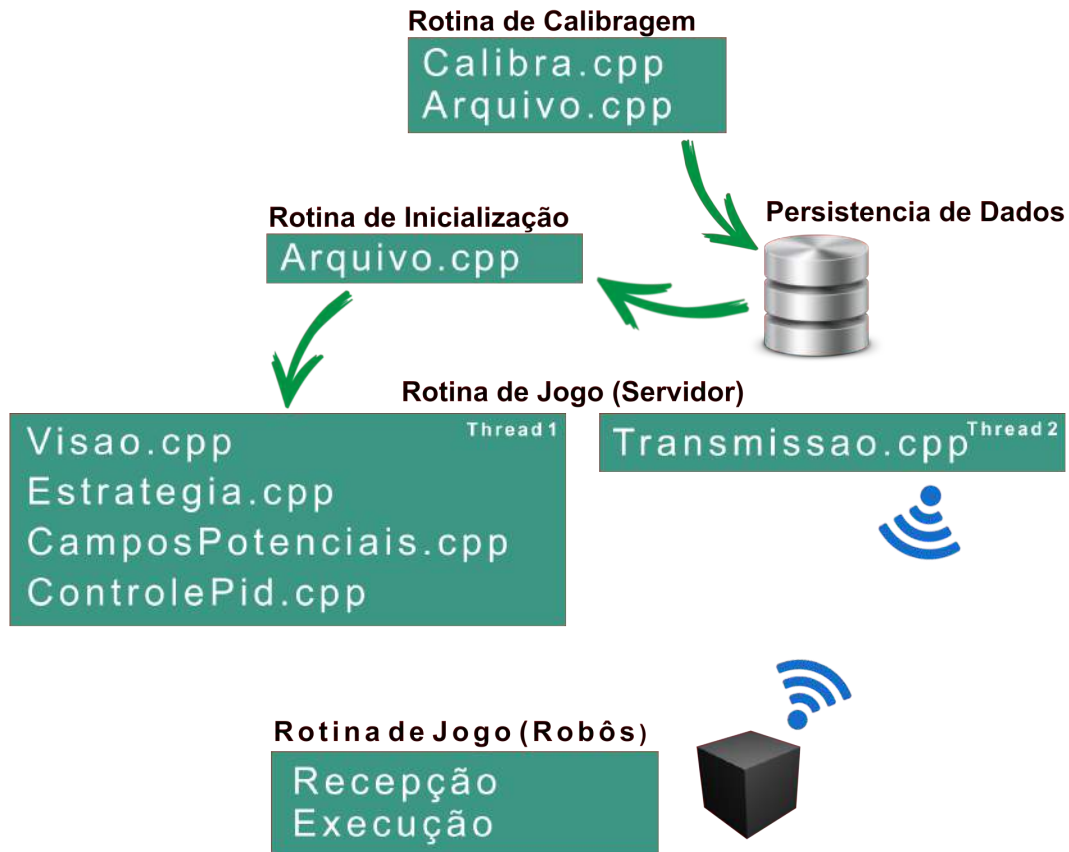 Rotina de Calibragem
Calibra.cpp
Arquivo.cpp
Rotina de Inicialização
Arquivo.cpp
Persistencia de Dados
Rotina de Jogo (Servidor)
Visao.cpp
Thread 1
Estrategia.cpp
CamposPotenciais.cpp
ControlePid.cpp
Transmissao.cpp
Thread 2
Rotina de Jogo (Robôs)
Recepção
Execução